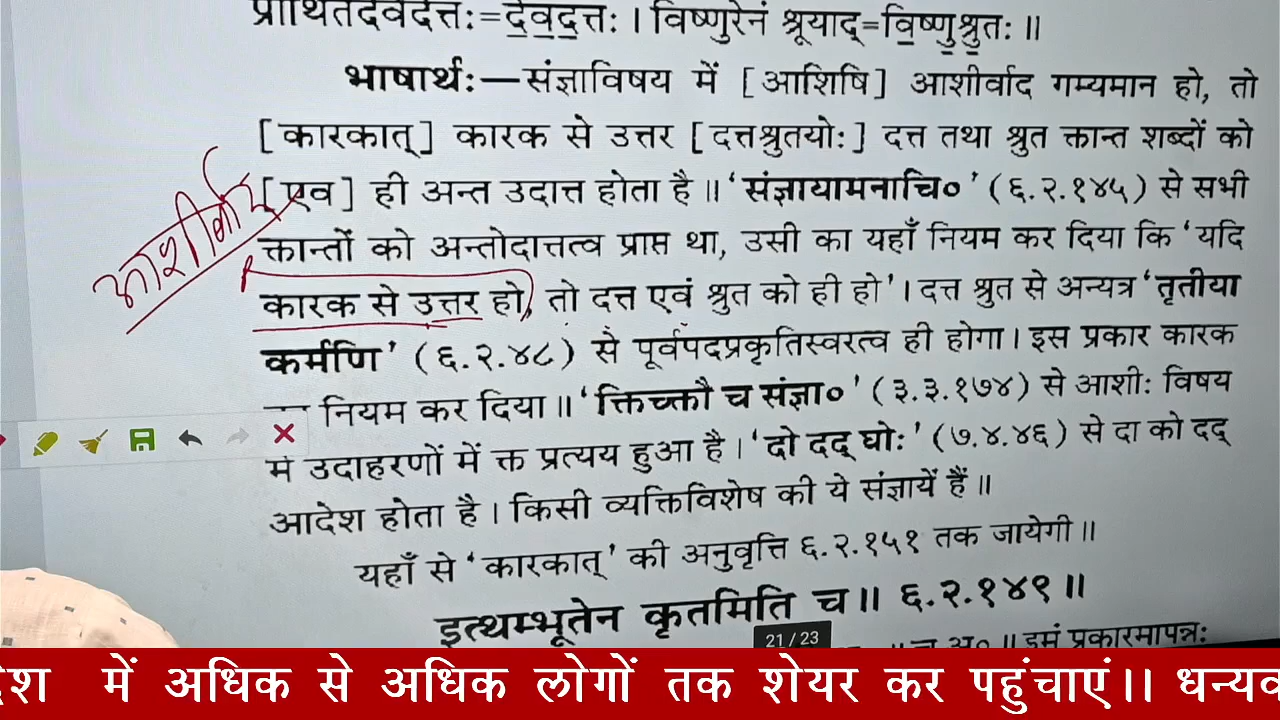 प्रार्थितदेवदत्तः=देवदत्तः । विष्णुरेनं श्रूयाद्=विष्णुश्रुतः ॥
भाषार्थः—संज्ञाविषय में [आशिषि] आशीर्वाद गम्यमान हो, तो
[कारकात्] कारक से उत्तर [दत्तश्रुतयोः] दत्त तथा श्रुत क्तान्त शब्दों को
[एव] ही अन्त उदात्त होता है ॥ ‘संज्ञायामनाचि०’ (६.२.१४५) से सभी
आशीर्वाद
क्तान्तों को अन्तोदात्तत्व प्राप्त था, उसी का यहाँ नियम कर दिया कि ‘यदि
कारक से उत्तर हो, तो दत्त एवं श्रुत को ही हो’ । दत्त श्रुत से अन्यत्र ‘तृतीया
कर्मणि’ (६.२.४८) से पूर्वपदप्रकृतिस्वरत्व ही होगा । इस प्रकार कारक
नियम कर दिया ॥ ‘क्तिच्क्तौ च संज्ञा०’ (३.३.१७४) से आशीः विषय
में उदाहरणों में क्त प्रत्यय हुआ है । ‘दो दद् घोः’ (७.४.४६) से दा को दद्
आदेश होता है । किसी व्यक्तिविशेष की ये संज्ञायें हैं ॥
यहाँ से ‘कारकात्’ की अनुवृत्ति ६.२.१५१ तक जायेगी ॥
इत्थम्भूतेन कृतमिति च ॥ ६.२.१४९ ॥
21 / 23
अ० ॥ इमं प्रकारमापन्नः
में अधिक से अधिक लोगों तक शेयर कर पहुंचाएं।।